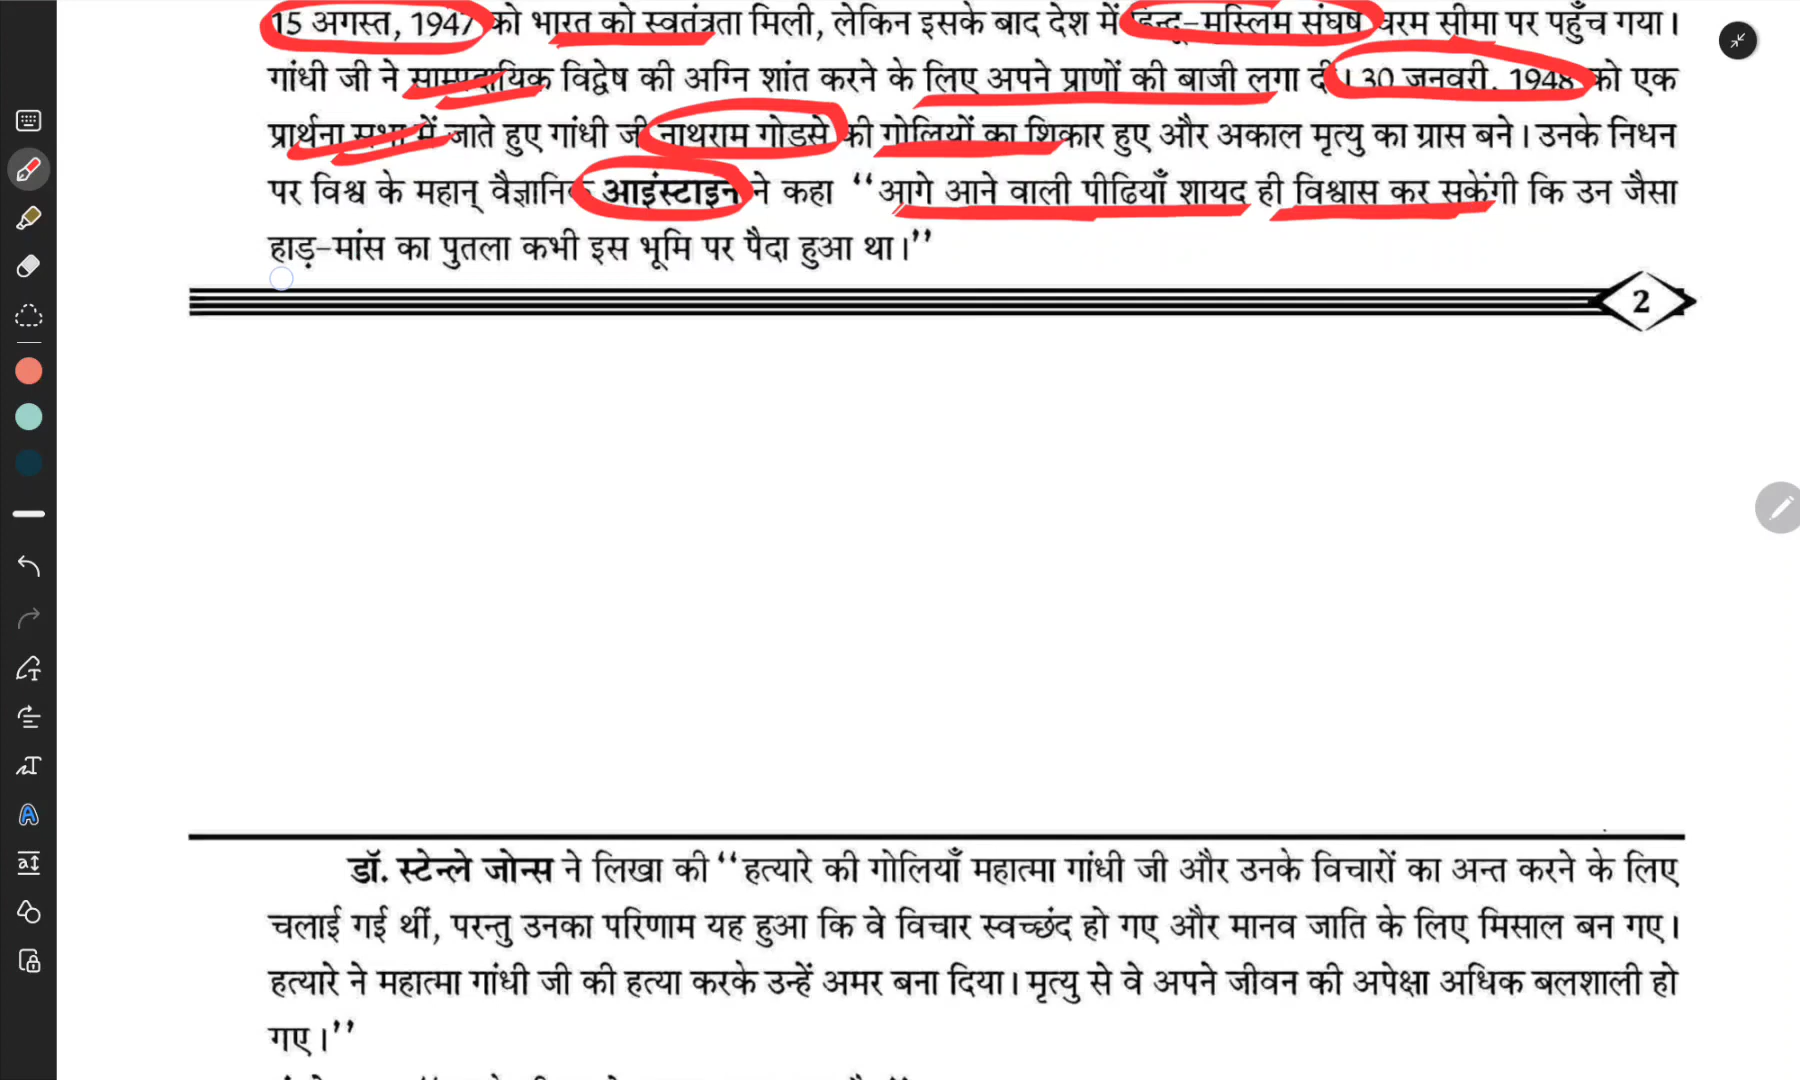 15 अगस्त, 1947 को भारत को स्वतंत्रता मिली, लेकिन इसके बाद देश में हिन्दू-मुस्लिम संघर्ष चरम सीमा पर पहुँच गया।
गांधी जी ने साम्प्रदायिक विद्वेष की अग्नि शांत करने के लिए अपने प्राणों की बाजी लगा दी। 30 जनवरी, 1948 को एक
प्रार्थना सभा में जाते हुए गांधी जी नाथूराम गोडसे की गोलियों का शिकार हुए और अकाल मृत्यु का ग्रास बने। उनके निधन
पर विश्व के महान् वैज्ञानिक आइंस्टाइन ने कहा ‘‘आगे आने वाली पीढियाँ शायद ही विश्वास कर सकेंगी कि उन जैसा
हाड़-मांस का पुतला कभी इस भूमि पर पैदा हुआ था।’’
2
डॉ. स्टेन्ले जोन्स ने लिखा की ‘‘हत्यारे की गोलियाँ महात्मा गांधी जी और उनके विचारों का अन्त करने के लिए
चलाई गई थीं, परन्तु उनका परिणाम यह हुआ कि वे विचार स्वच्छंद हो गए और मानव जाति के लिए मिसाल बन गए।
हत्यारे ने महात्मा गांधी जी की हत्या करके उन्हें अमर बना दिया। मृत्यु से वे अपने जीवन की अपेक्षा अधिक बलशाली हो
गए।’’